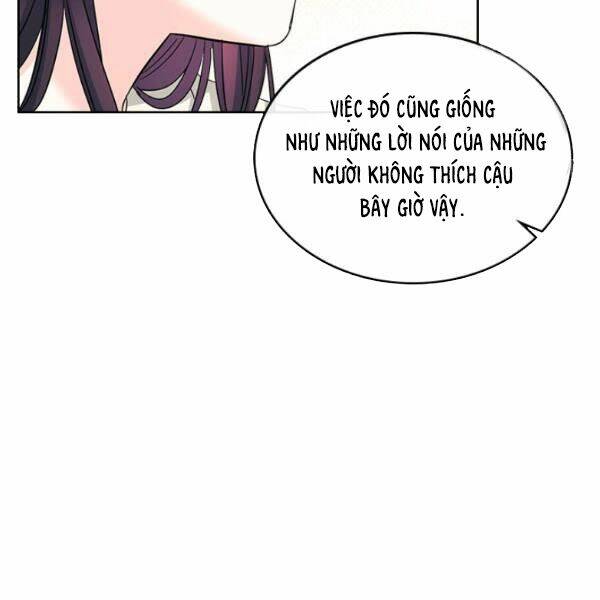 VIỆC ĐÓ CŨNG GIỐNG
NHƯ NHỮNG LỜI NÓI CỦA NHỮNG
NGƯỜI KHÔNG THÍCH CẬU
BÂY GIỜ VẬY.